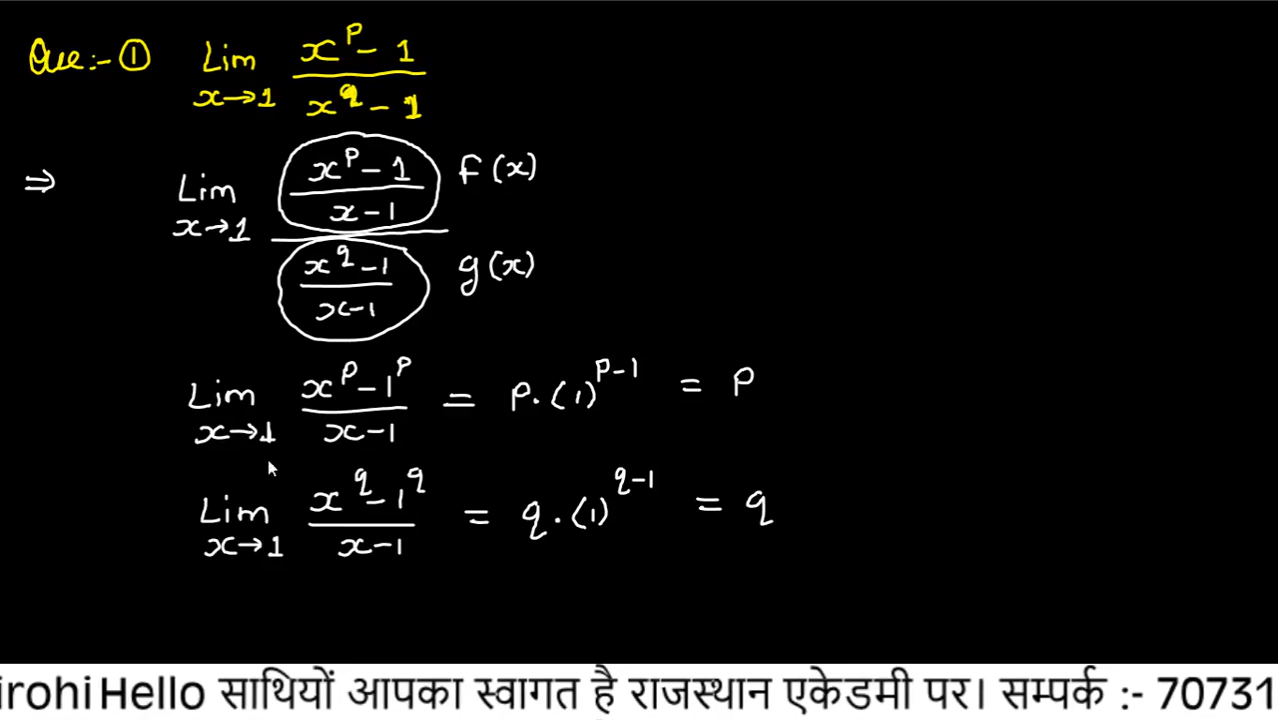 Que:- ① Lim x→1 (x^p - 1)/(x^q - 1)
⇒ Lim x→1 ((x^p - 1)/(x-1))/((x^q - 1)/(x-1)) f(x) g(x)
Lim x→1 (x^p - 1^p)/(x-1) = p.(1)^(p-1) = p
Lim x→1 (x^q - 1^q)/(x-1) = q.(1)^(q-1) = q
irohi Hello साथियों आपका स्वागत है राजस्थान एकेडमी पर। सम्पर्क :- 70731